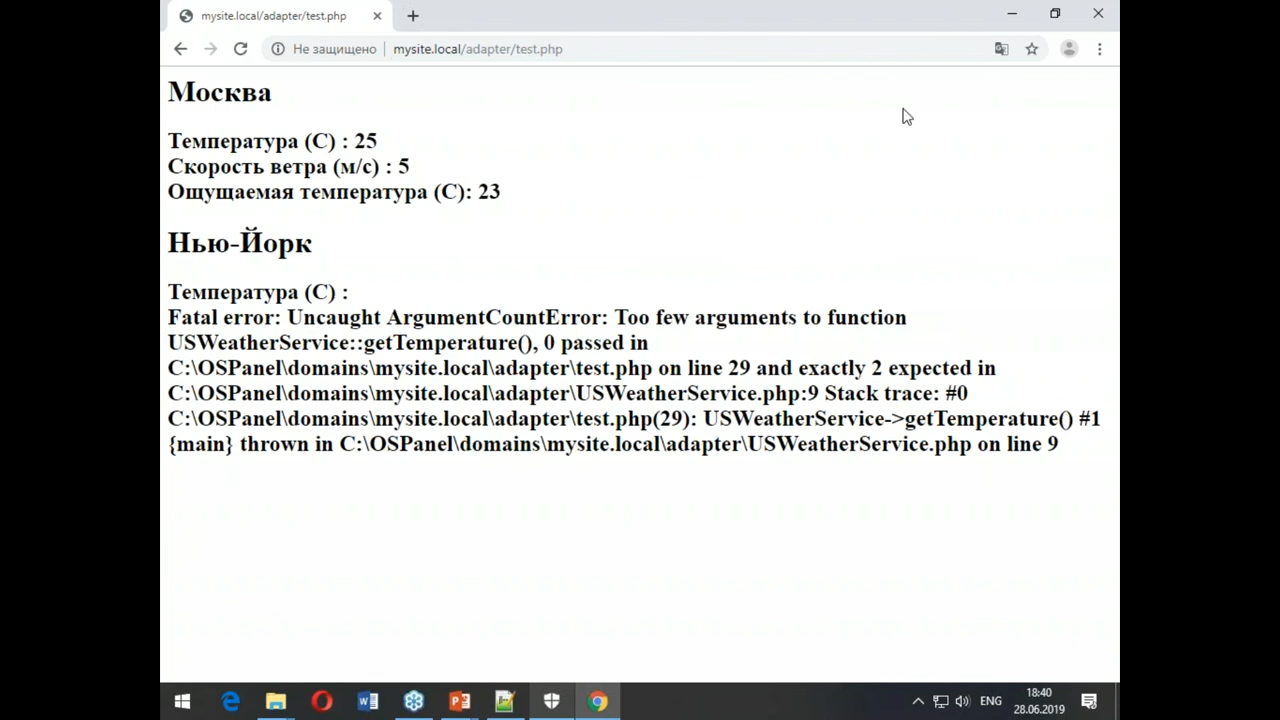 mysite.local/adapter/test.php
Не защищено
mysite.local/adapter/test.php
Москва
Температура (C) : 25
Скорость ветра (м/с) : 5
Ощущаемая температура (C): 23
Нью-Йорк
Температура (C) :
Fatal error: Uncaught ArgumentCountError: Too few arguments to function
USWeatherService::getTemperature(), 0 passed in
C:\OSPanel\domains\mysite.local\adapter\test.php on line 29 and exactly 2 expected in
C:\OSPanel\domains\mysite.local\adapter\USWeatherService.php:9 Stack trace: #0
C:\OSPanel\domains\mysite.local\adapter\test.php(29): USWeatherService->getTemperature() #1
{main} thrown in C:\OSPanel\domains\mysite.local\adapter\USWeatherService.php on line 9
ENG
18:40
28.06.2019